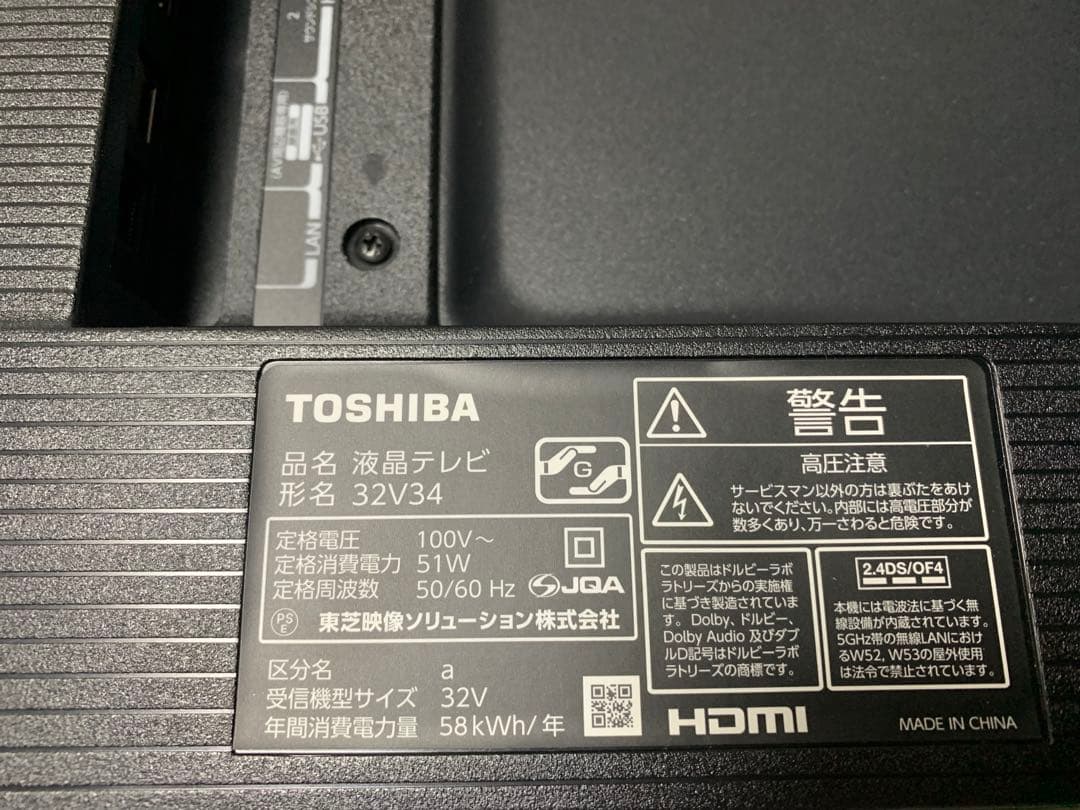 2
USB
LAN
TOSHIBA
品名 液晶テレビ
形名 32V34
G
定格電圧 100V～
定格消費電力 51W
定格周波数 50/60 Hz
JQA
PS
E
東芝映像ソリューション株式会社
区分名 a
受信機型サイズ 32V
年間消費電力量 58kWh/年
警告
高圧注意
サービスマン以外の方は裏ぶたをあけ
ないでください。内部には高電圧部分が
数多くあり、万一さわると危険です。
この製品はドルビーラボ
ラトリーズからの実施権
に基づき製造されていま
す。Dolby、ドルビー、
Dolby Audio 及びダブ
ルD記号はドルビーラボ
ラトリーズの商標です。
2.4DS/OF4
本機には電波法に基づく無
線設備が内蔵されています。
5GHz帯の無線LANにおけ
るW52, W53の屋外使用
は法令で禁止されています。
HDMI
MADE IN CHINA